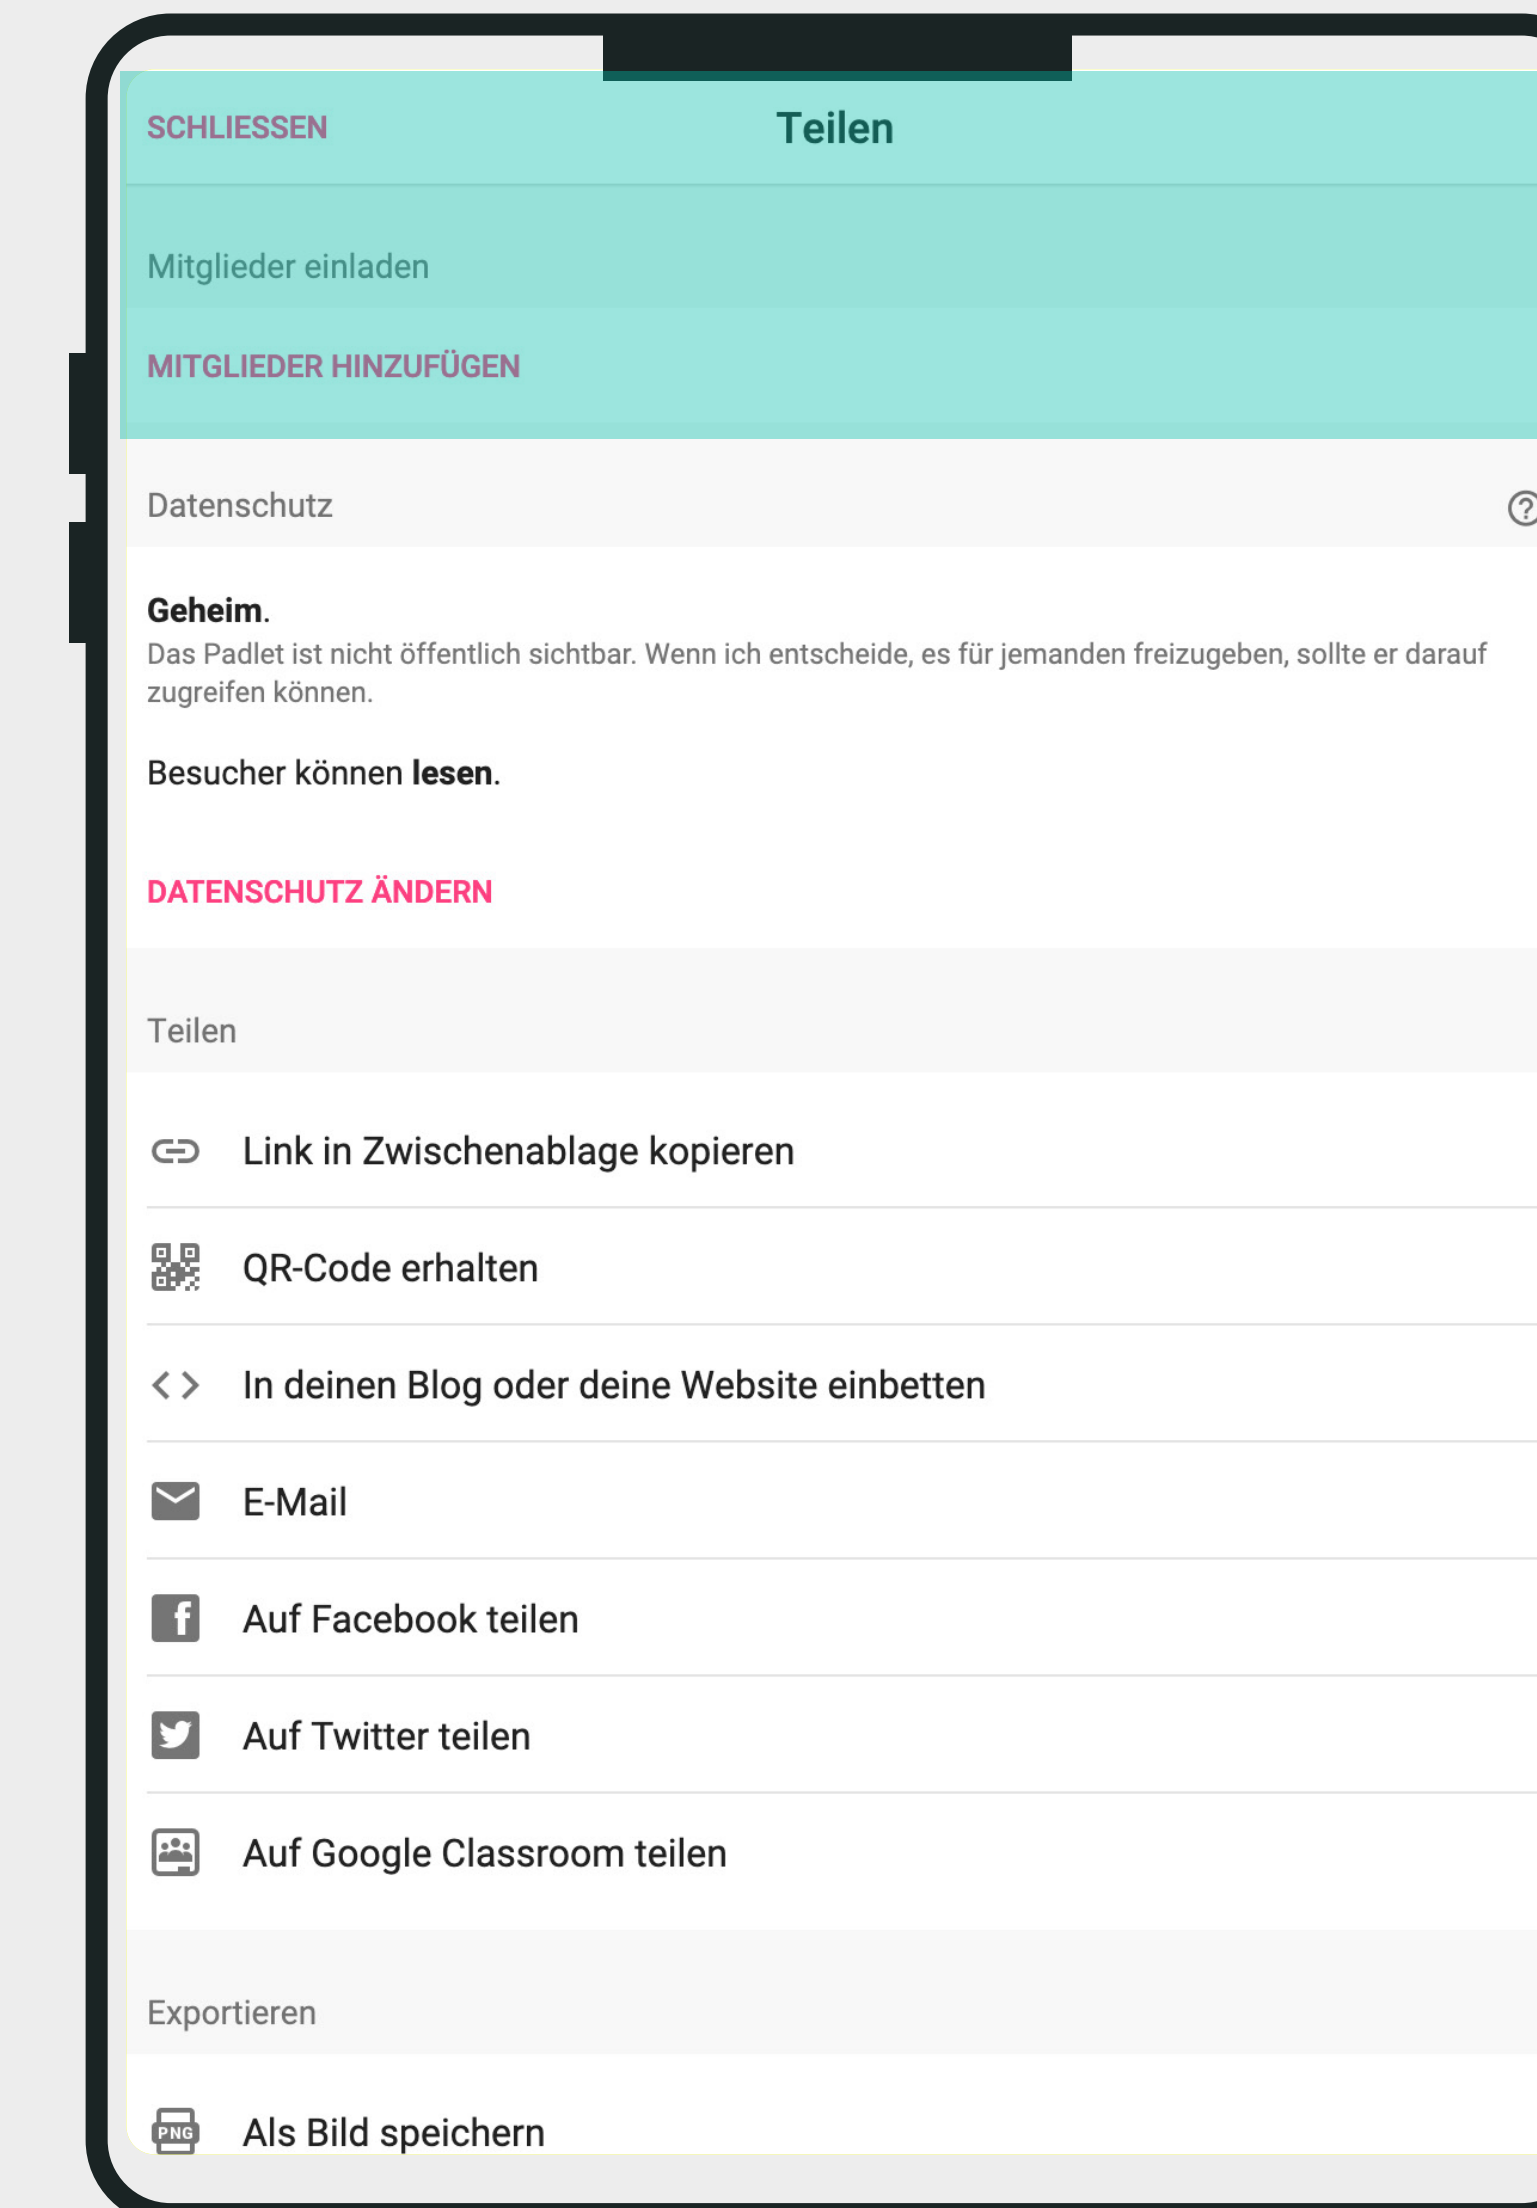 SCHLIESSEN
Teilen
Mitglieder einladen
MITGLIEDER HINZUFÜGEN
Datenschutz
Geheim.
Das Padlet ist nicht öffentlich sichtbar. Wenn ich entscheide, es für jemanden freizugeben, sollte er darauf
zugreifen können.
Besucher können lesen.
DATENSCHUTZ ÄNDERN
Teilen
Link in Zwischenablage kopieren
QR-Code erhalten
In deinen Blog oder deine Website einbetten
E-Mail
Auf Facebook teilen
Auf Twitter teilen
Auf Google Classroom teilen
Exportieren
PNG
Als Bild speichern